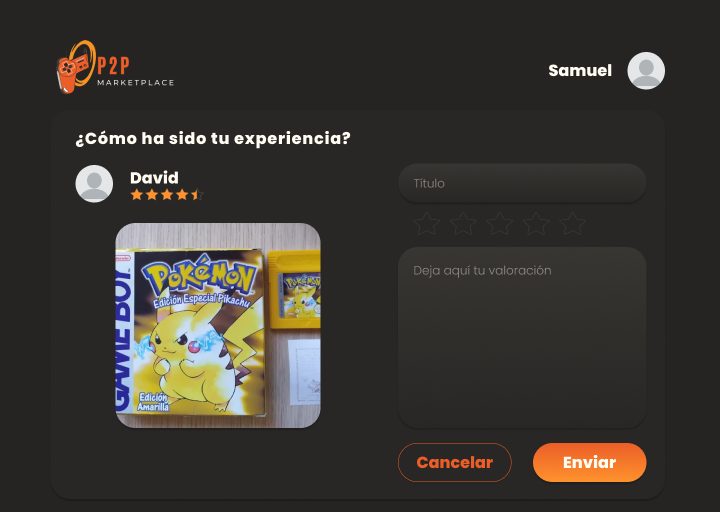 P2P
MARKETPLACE
Samuel
¿Cómo ha sido tu experiencia?
David
Título
Deja aquí tu valoración
GAME BOY
POKéMON
Edición Especial Pikachu
Edición
Amarilla
POKéMON
Cancelar
Enviar